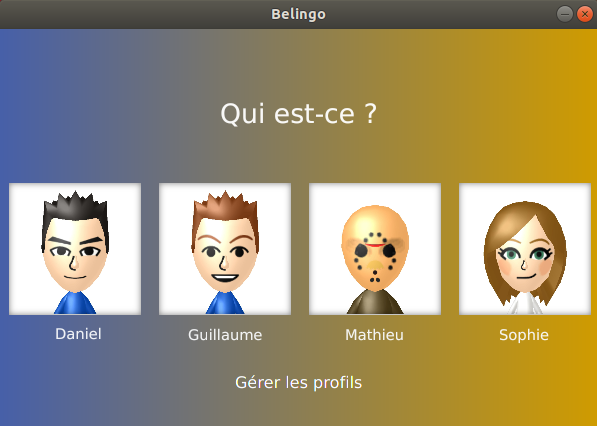 Belingo
Qui est-ce ?
Daniel
Guillaume
Mathieu
Sophie
Gérer les profils